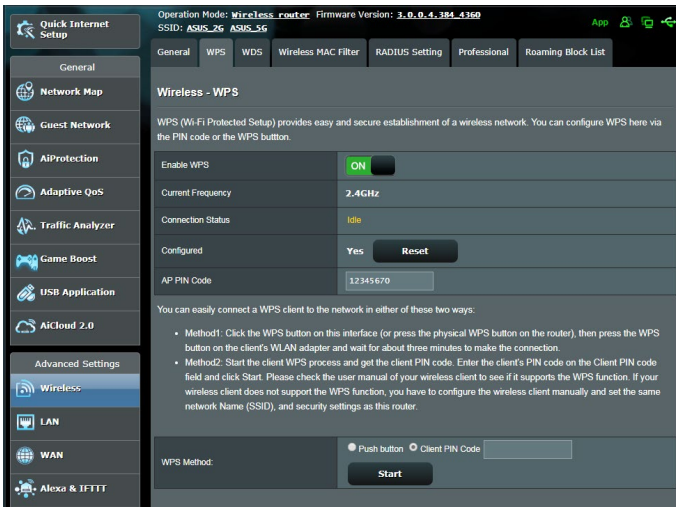 Quick Internet
Setup
General
Network Map
Guest Network
AiProtection
Adaptive QoS
Traffic Analyzer
Game Boost
USB Application
AiCloud 2.0
Advanced Settings
Wireless
LAN
WAN
Alexa & IFTTT
Operation Mode: Wireless router Firmware Version: 3.0.0.4.384_4360
SSID: ASUS_2G ASUS_5G
App
General WPS WDS Wireless MAC Filter RADIUS Setting Professional Roaming Block List
Wireless - WPS
WPS (Wi-Fi Protected Setup) provides easy and secure establishment of a wireless network. You can configure WPS here via
the PIN code or the WPS buttton.
Enable WPS ON
Current Frequency 2.4GHz
Connection Status Idle
Configured Yes Reset
AP PIN Code 12345670
You can easily connect a WPS client to the network in either of these two ways:
• Method1: Click the WPS button on this interface (or press the physical WPS button on the router), then press the WPS
button on the client's WLAN adapter and wait for about three minutes to make the connection.
• Method2: Start the client WPS process and get the client PIN code. Enter the client's PIN code on the Client PIN code
field and click Start. Please check the user manual of your wireless client to see if it supports the WPS function. If your
wireless client does not support the WPS function, you have to configure the wireless client manually and set the same
network Name (SSID), and security settings as this router.
WPS Method: Push button Client PIN Code
Start